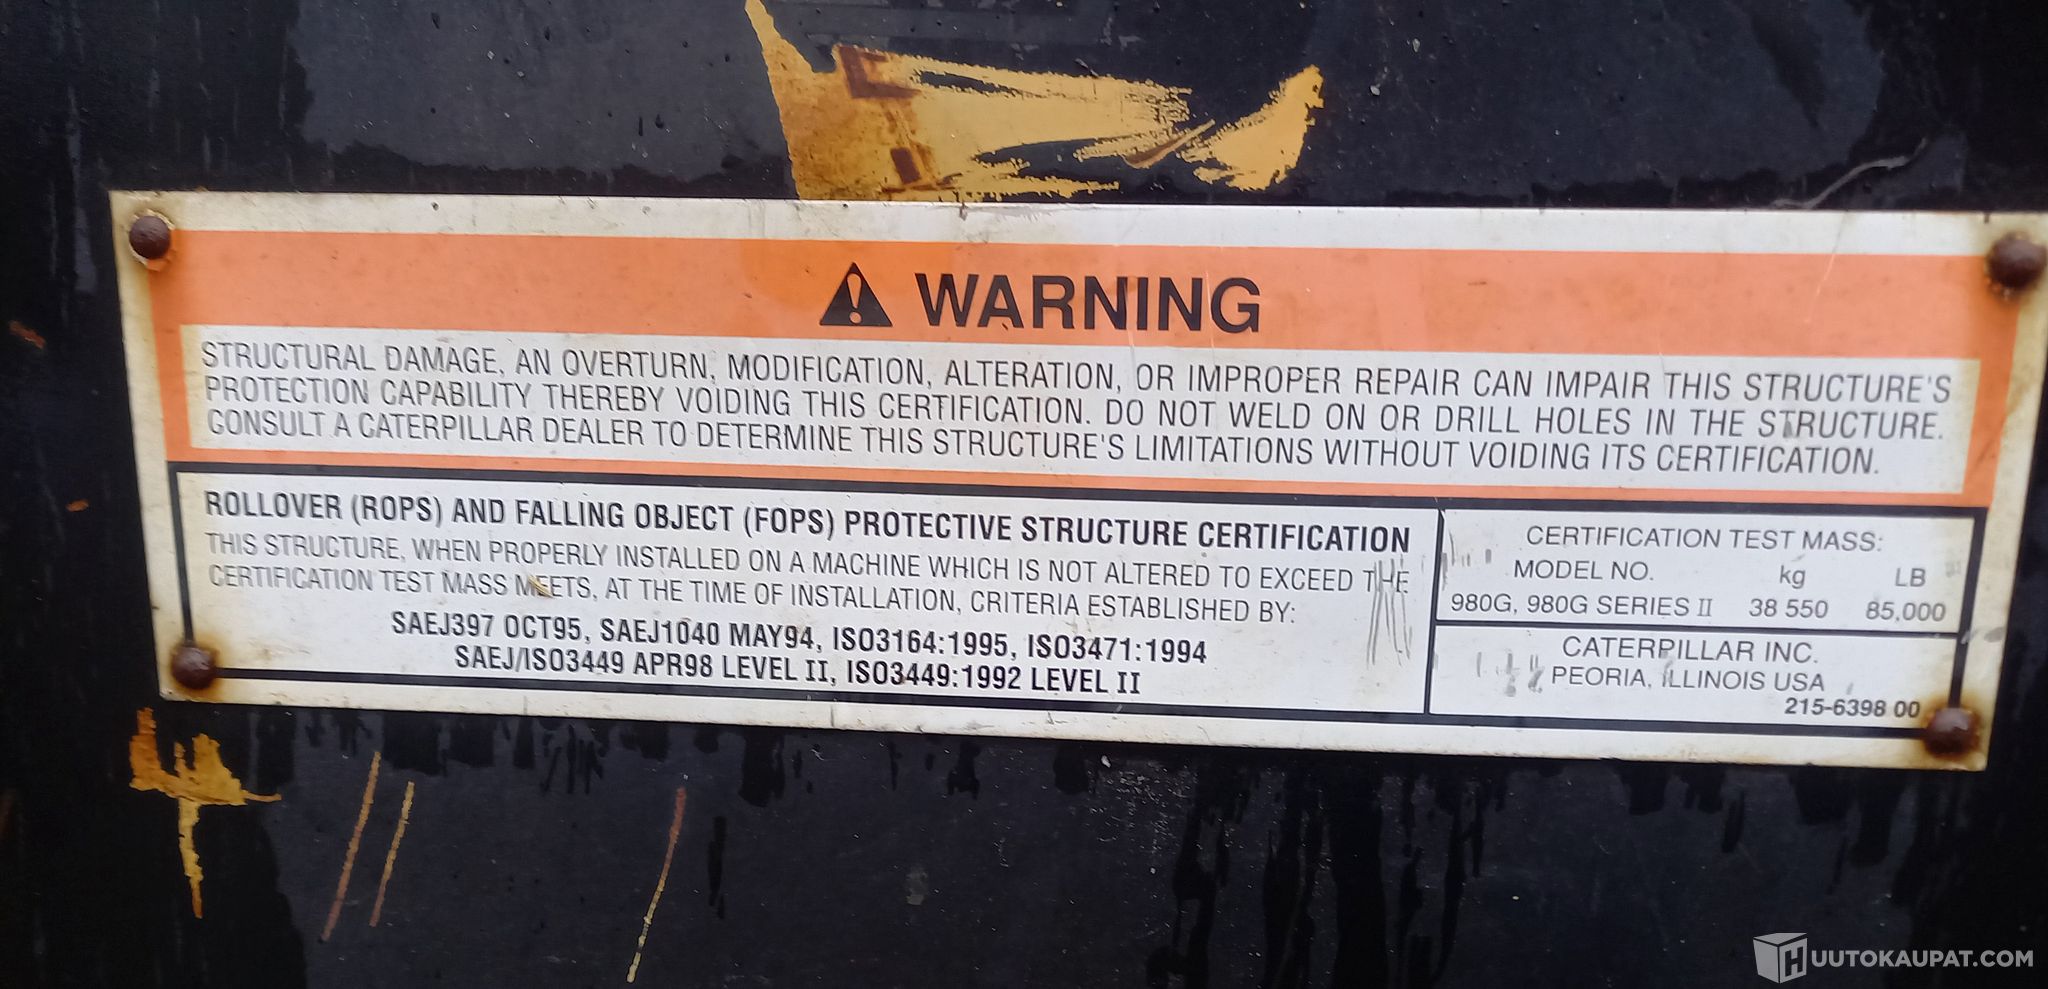 WARNING
STRUCTURAL DAMAGE, AN OVERTURN, MODIFICATION, ALTERATION, OR IMPROPER REPAIR CAN IMPAIR THIS STRUCTURE'S
PROTECTION CAPABILITY THEREBY VOIDING THIS CERTIFICATION. DO NOT WELD ON OR DRILL HOLES IN THE STRUCTURE.
CONSULT A CATERPILLAR DEALER TO DETERMINE THIS STRUCTURE'S LIMITATIONS WITHOUT VOIDING ITS CERTIFICATION.
ROLLOVER (ROPS) AND FALLING OBJECT (FOPS) PROTECTIVE STRUCTURE CERTIFICATION
THIS STRUCTURE, WHEN PROPERLY INSTALLED ON A MACHINE WHICH IS NOT ALTERED TO EXCEED THE
CERTIFICATION TEST MASS MEETS, AT THE TIME OF INSTALLATION, CRITERIA ESTABLISHED BY:
SAEJ397 OCT95, SAEJ1040 MAY94, ISO3164:1995, ISO3471:1994
SAEJ/ISO3449 APR98 LEVEL II, ISO3449:1992 LEVEL II
CERTIFICATION TEST MASS:
MODEL NO. kg LB
980G, 980G SERIES II 38 550 85,000
CATERPILLAR INC.
PEORIA, ILLINOIS USA
215-6398 00
HUUTOKAUPAT.COM